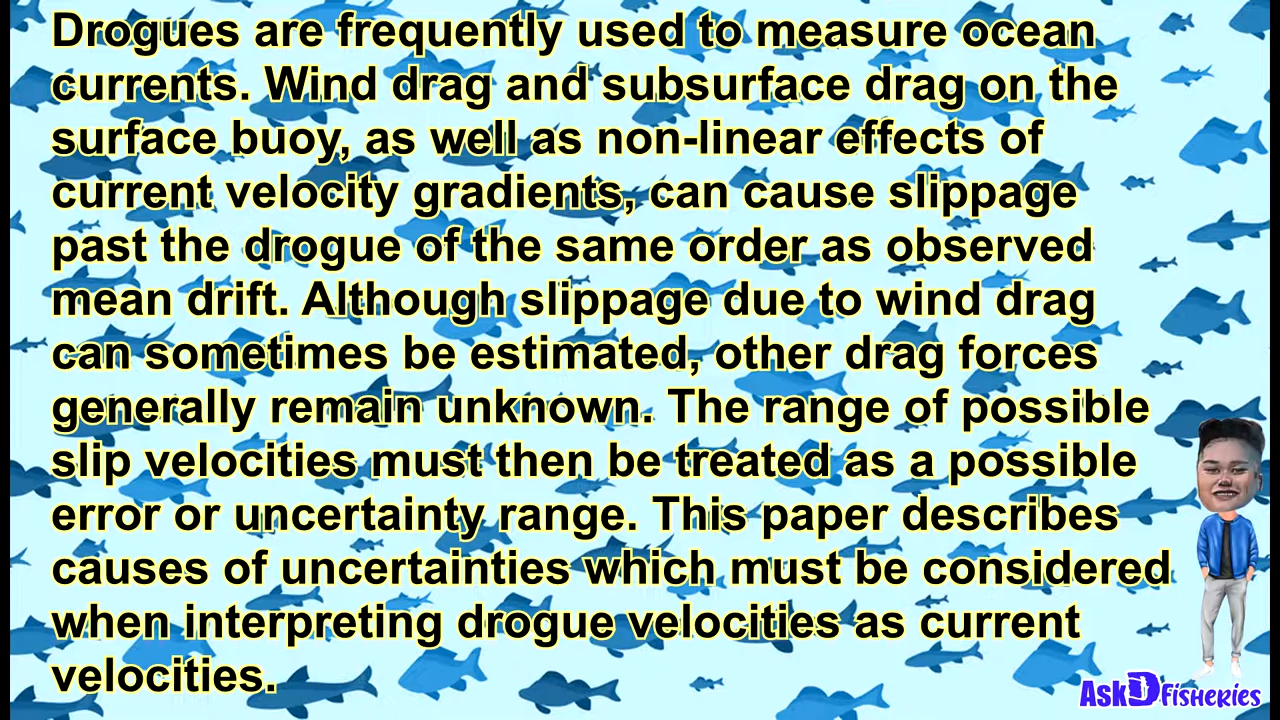 Drogues are frequently used to measure ocean
currents. Wind drag and subsurface drag on the
surface buoy, as well as non-linear effects of
current velocity gradients, can cause slippage
past the drogue of the same order as observed
mean drift. Although slippage due to wind drag
can sometimes be estimated, other drag forces
generally remain unknown. The range of possible
slip velocities must then be treated as a possible
error or uncertainty range. This paper describes
causes of uncertainties which must be considered
when interpreting drogue velocities as current
velocities.
AskDFisheries